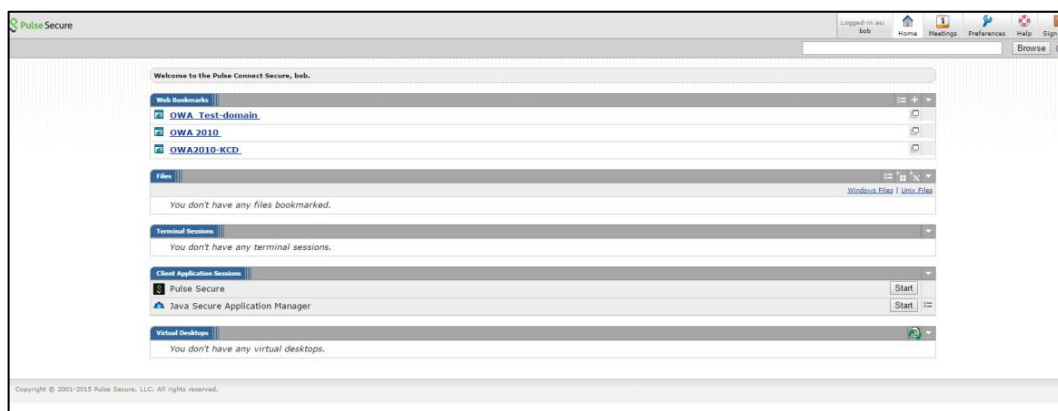 Pulse Secure
Logged-in as:
bob
Home
Meetings
Preferences
Help
Sign
Browse
Welcome to the Pulse Connect Secure, bob.
Web Bookmarks
OWA Test-domain
OWA 2010
OWA2010-KCD
Files
Windows Files | Unix Files
You don't have any files bookmarked.
Terminal Sessions
You don't have any terminal sessions.
Client Application Sessions
Pulse Secure Start
Java Secure Application Manager Start
Virtual Desktops
You don't have any virtual desktops.
Copyright © 2001-2015 Pulse Secure, LLC. All rights reserved.